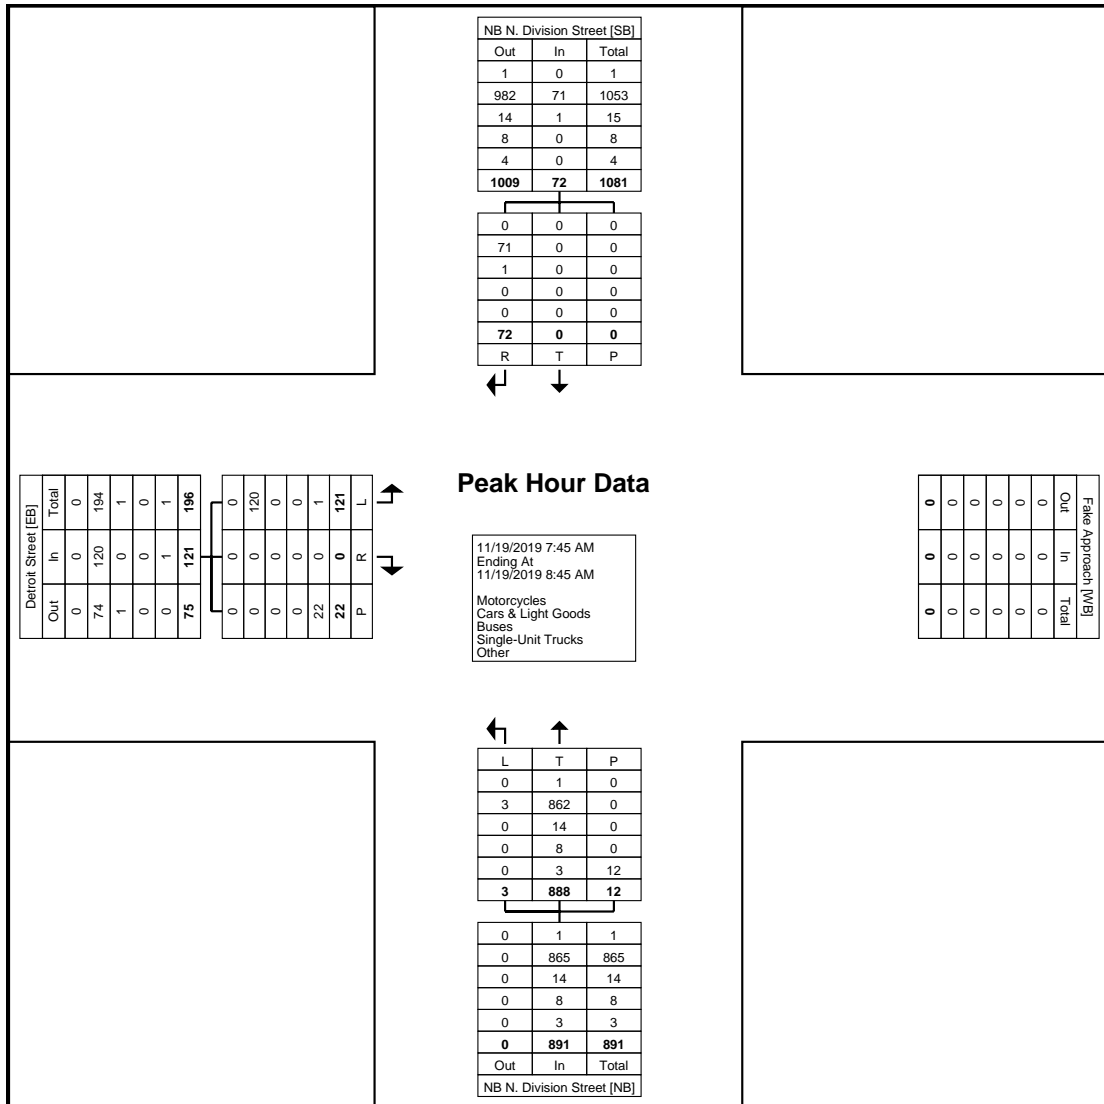 NB N. Division Street [SB]
Out In Total
1 0 1
982 71 1053
14 1 15
8 0 8
4 0 4
1009 72 1081
0 0 0
71 0 0
1 0 0
0 0 0
0 0 0
72 0 0
R T P
Peak Hour Data
11/19/2019 7:45 AM
Ending At
11/19/2019 8:45 AM
Motorcycles
Cars & Light Goods
Buses
Single-Unit Trucks
Other
Detroit Street [EB]
Out In Total
0 0 0
74 120 194
1 0 1
0 0 0
0 1 1
75 121 196
0 0 0
0 0 120
0 0 0
0 0 0
22 0 1
22 0 121
P R L
Fake Approach [WB]
Out In Total
0 0 0
0 0 0
0 0 0
0 0 0
0 0 0
0 0 0
L T P
0 1 0
3 862 0
0 14 0
0 8 0
0 3 12
3 888 12
0 1 1
0 865 865
0 14 14
0 8 8
0 3 3
0 891 891
Out In Total
NB N. Division Street [NB]